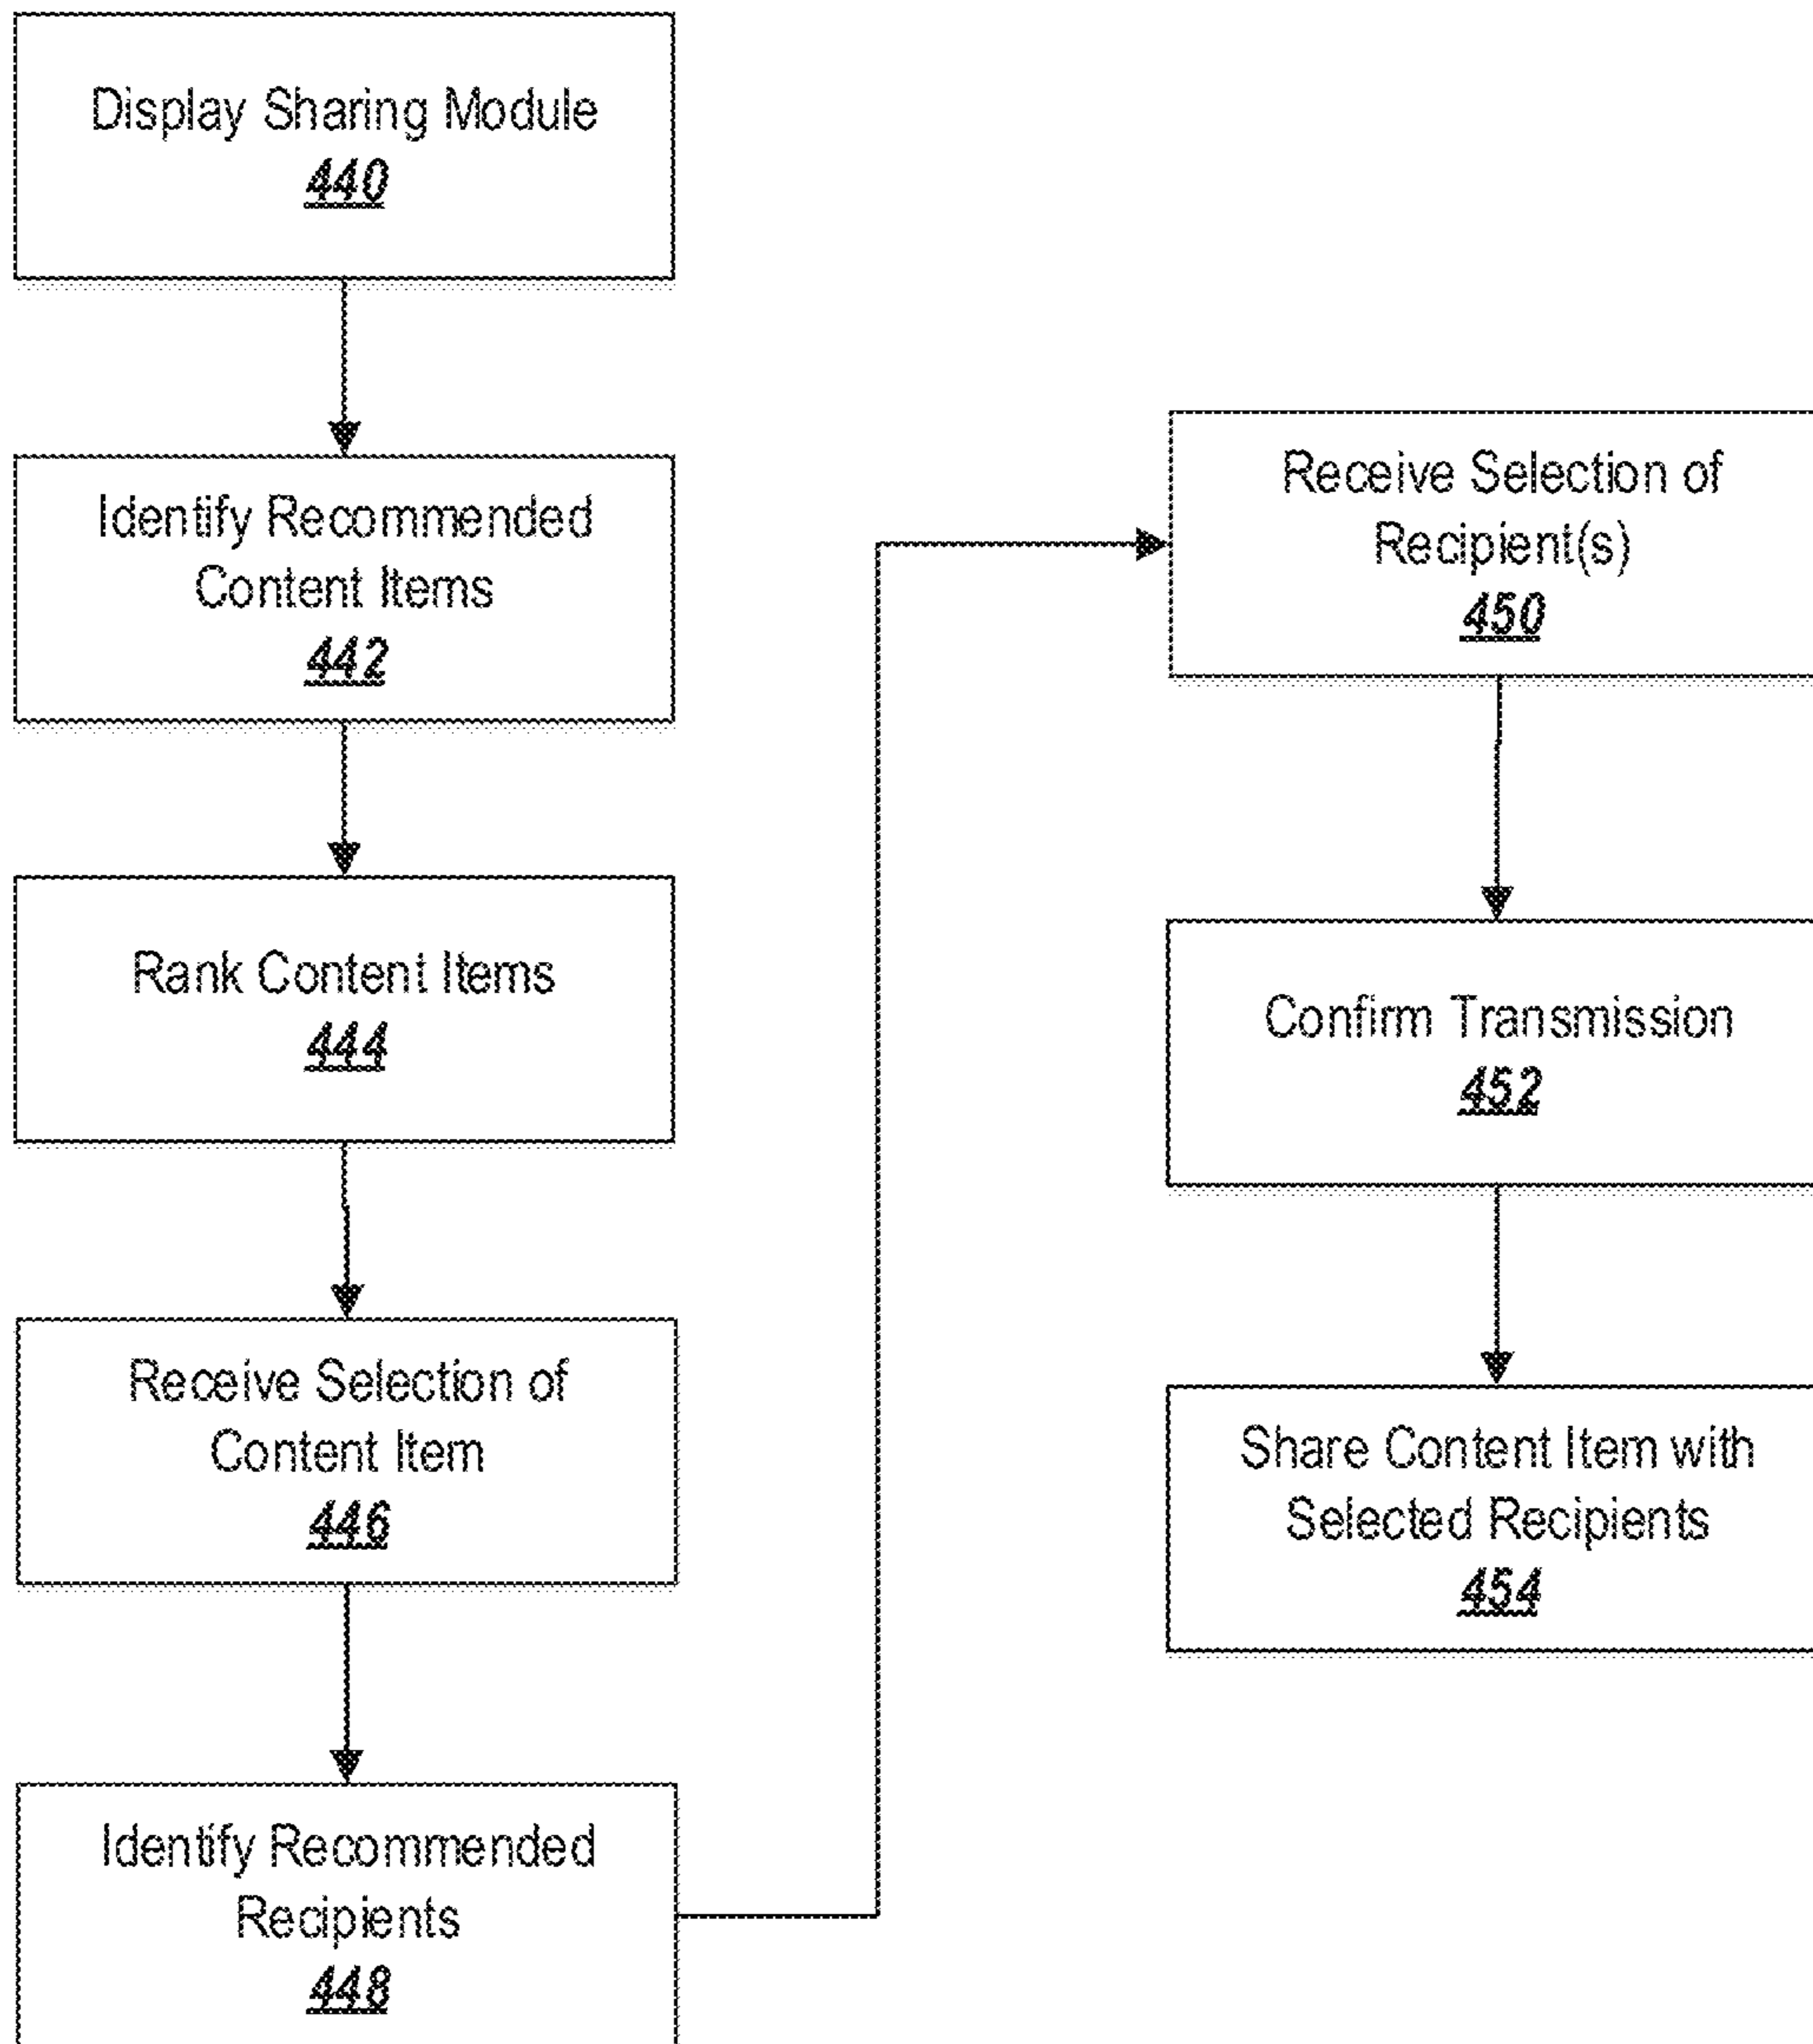 Display Sharing Module
440
Identify Recommended
Content Items
442
Rank Content Items
444
Receive Selection of
Content Item
446
Identify Recommended
Recipients
448
Receive Selection of
Recipient(s)
450
Confirm Transmission
452
Share Content Item with
Selected Recipients
454